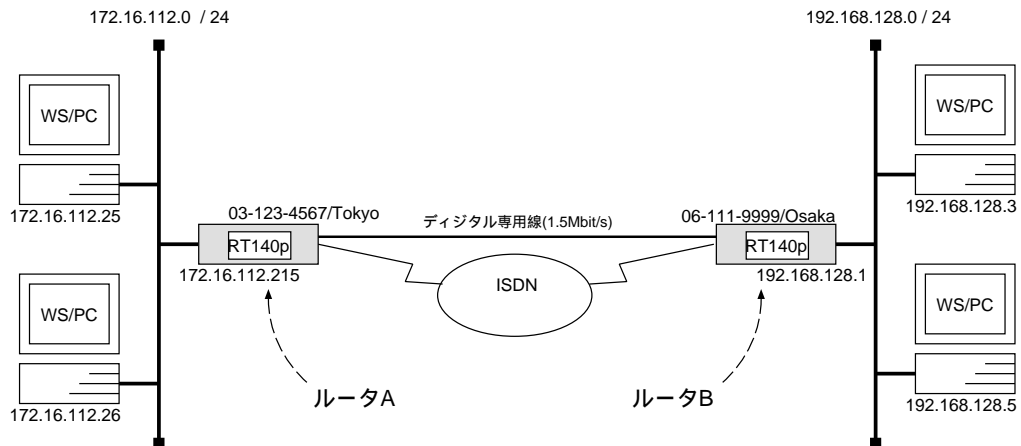 172.16.112.0 / 24
192.168.128.0 / 24
WS/PC
WS/PC
172.16.112.25
192.168.128.3
03-123-4567/Tokyo
ディジタル専用線(1.5Mbit/s)
06-111-9999/Osaka
RT140p
RT140p
172.16.112.215
ISDN
192.168.128.1
WS/PC
WS/PC
ルータA
ルータB
172.16.112.26
192.168.128.5